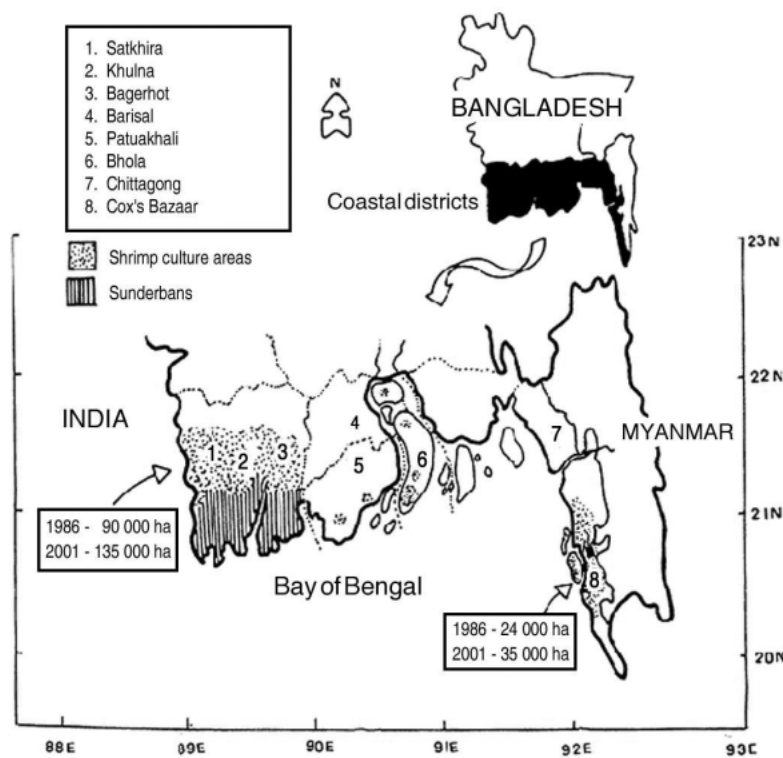 1. Satkhira
2. Khulna
3. Bagerhot
4. Barisal
5. Patuakhali
6. Bhola
7. Chittagong
8. Cox's Bazaar
Shrimp culture areas
Sunderbans
N
BANGLADESH
Coastal districts
23N
22N
INDIA
4
7
MYANMAR
1
2
3
5
6
1986 - 90 000 ha
2001 - 135 000 ha
21N
Bay of Bengal
8
1986 - 24 000 ha
2001 - 35 000 ha
20N
88E
89E
90E
91E
92E
93E